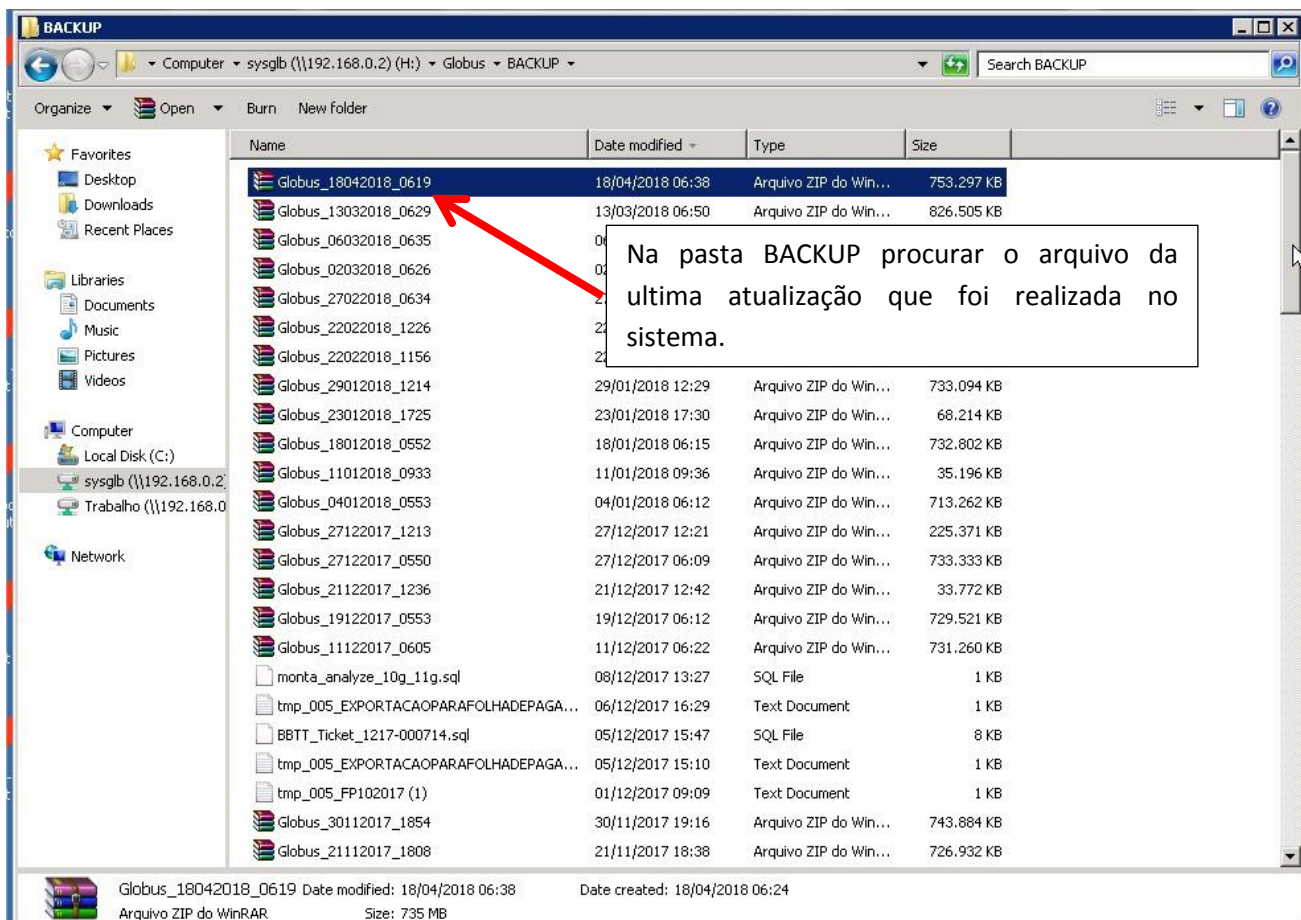 BACKUP
Computer sysglb (\\192.168.0.2) (H:) Globus BACKUP
Search BACKUP
Organize Open Burn New folder
Favorites
Desktop
Downloads
Recent Places
Libraries
Documents
Music
Pictures
Videos
Computer
Local Disk (C:)
sysglb (\\192.168.0.2)
Trabalho (\\192.168.0
Network
Name Date modified Type Size
Globus_18042018_0619 18/04/2018 06:38 Arquivo ZIP do Win... 753.297 KB
Globus_13032018_0629 13/03/2018 06:50 Arquivo ZIP do Win... 826.505 KB
Globus_06032018_0635
Globus_02032018_0626
Globus_27022018_0634
Globus_22022018_1226
Globus_22022018_1156
Na pasta BACKUP procurar o arquivo da
ultima atualização que foi realizada no
sistema.
Globus_29012018_1214 29/01/2018 12:29 Arquivo ZIP do Win... 733.094 KB
Globus_23012018_1725 23/01/2018 17:30 Arquivo ZIP do Win... 68.214 KB
Globus_18012018_0552 18/01/2018 06:15 Arquivo ZIP do Win... 732.802 KB
Globus_11012018_0933 11/01/2018 09:36 Arquivo ZIP do Win... 35.196 KB
Globus_04012018_0553 04/01/2018 06:12 Arquivo ZIP do Win... 713.262 KB
Globus_27122017_1213 27/12/2017 12:21 Arquivo ZIP do Win... 225.371 KB
Globus_27122017_0550 27/12/2017 06:09 Arquivo ZIP do Win... 733.333 KB
Globus_21122017_1236 21/12/2017 12:42 Arquivo ZIP do Win... 33.772 KB
Globus_19122017_0553 19/12/2017 06:12 Arquivo ZIP do Win... 729.521 KB
Globus_11122017_0605 11/12/2017 06:22 Arquivo ZIP do Win... 731.260 KB
monta_analyze_10g_11g.sql 08/12/2017 13:27 SQL File 1 KB
tmp_005_EXPORTACAOPARAFOLHADEPAGA... 06/12/2017 16:29 Text Document 1 KB
BBTT_Ticket_1217-000714.sql 05/12/2017 15:47 SQL File 8 KB
tmp_005_EXPORTACAOPARAFOLHADEPAGA... 05/12/2017 15:10 Text Document 1 KB
tmp_005_FP102017 (1) 01/12/2017 09:09 Text Document 1 KB
Globus_30112017_1854 30/11/2017 19:16 Arquivo ZIP do Win... 743.884 KB
Globus_21112017_1808 21/11/2017 18:38 Arquivo ZIP do Win... 726.932 KB
Globus_18042018_0619 Date modified: 18/04/2018 06:38 Date created: 18/04/2018 06:24
Arquivo ZIP do WinRAR Size: 735 MB